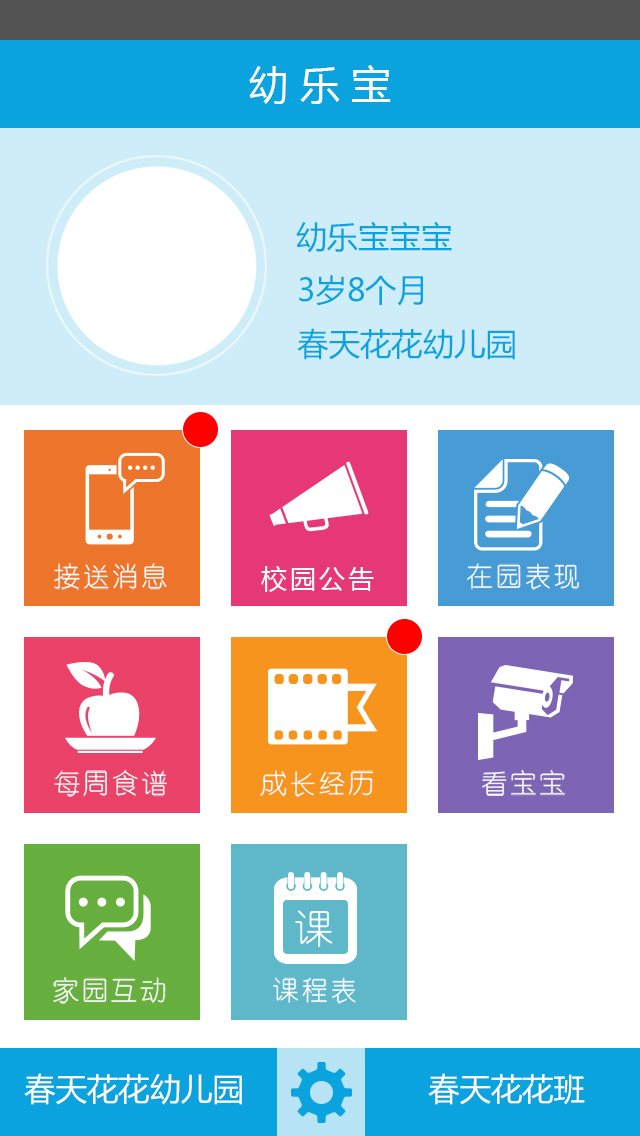 幼乐宝
幼乐宝宝宝
3岁8个月
春天花花幼儿园
接送消息
校园公告
在园表现
每周食谱
成长经历
看宝宝
课
家园互动
课程表
春天花花幼儿园
春天花花班